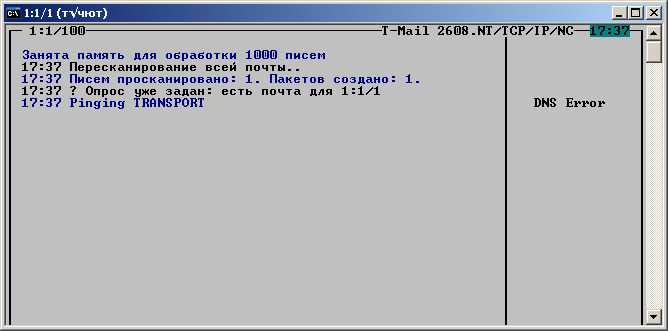 1:1/1 (т√чют)
1:1/100 T-Mail 2608.NT/TCP/IP/NC 17:37
Занята память для обработки 1000 писем
17:37 Пересканирование всей почты..
17:37 Писем просканировано: 1. Пакетов создано: 1.
17:37 ? Опрос уже задан: есть почта для 1:1/1
17:37 Pinging TRANSPORT DNS Error